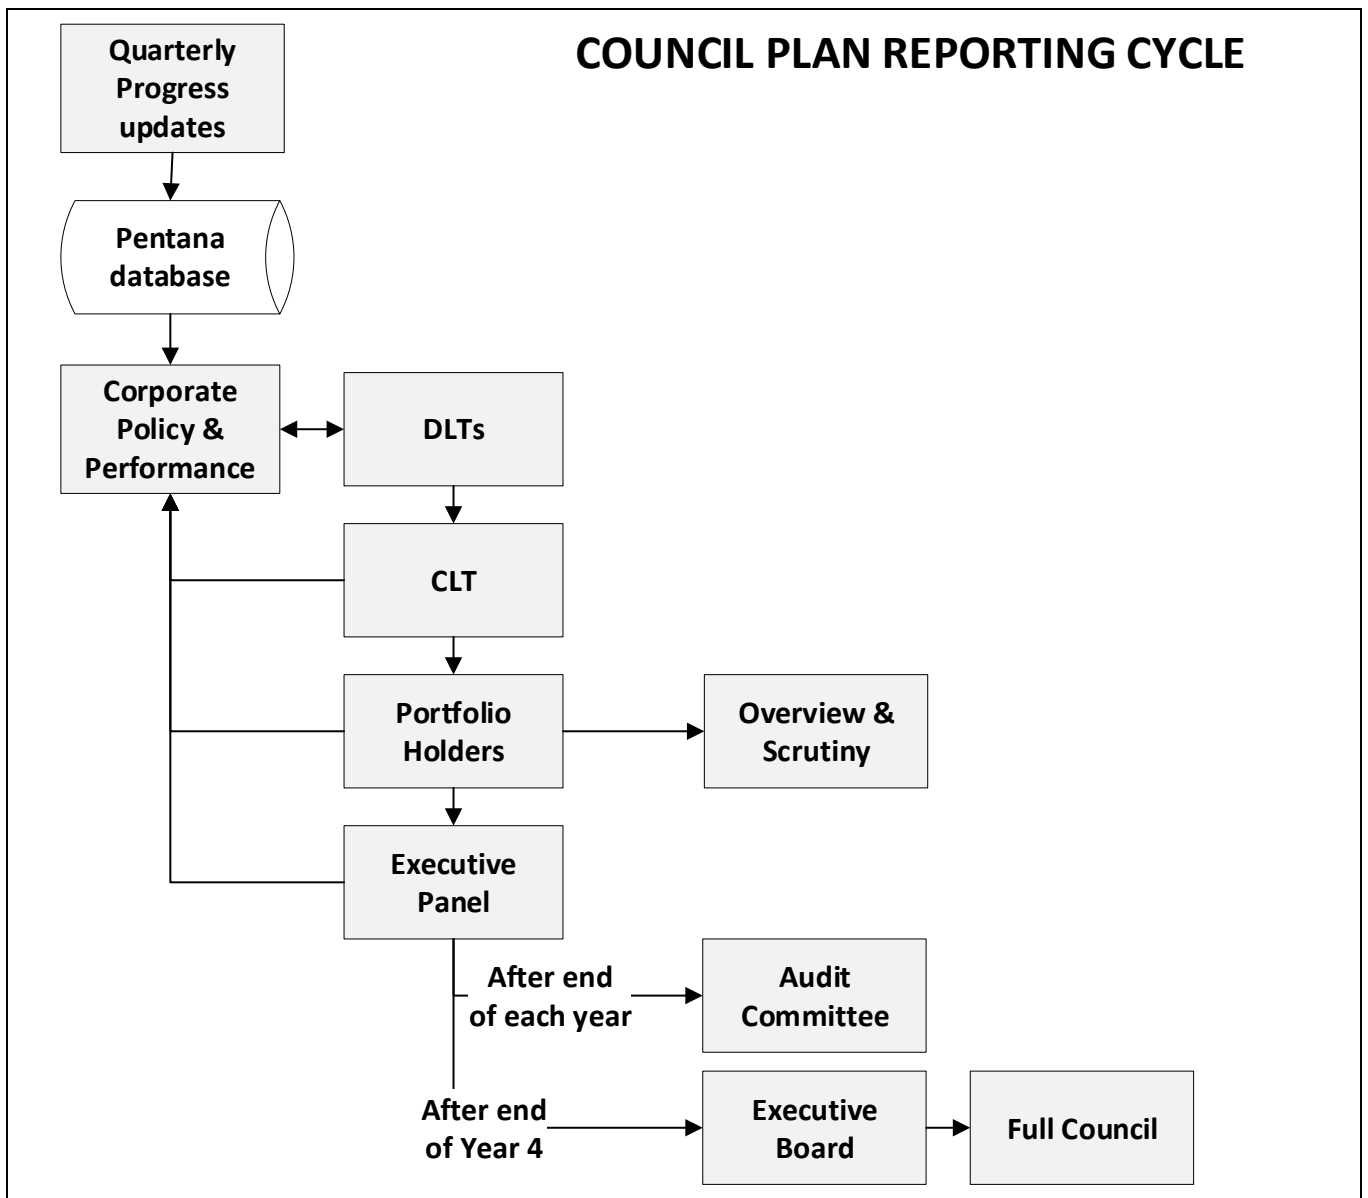 Quarterly
Progress
updates
COUNCIL PLAN REPORTING CYCLE
Pentana
database
Corporate
Policy &
Performance
DLTs
CLT
Portfolio
Holders
Overview &
Scrutiny
Executive
Panel
After end
of each year
Audit
Committee
After end
of Year 4
Executive
Board
Full Council